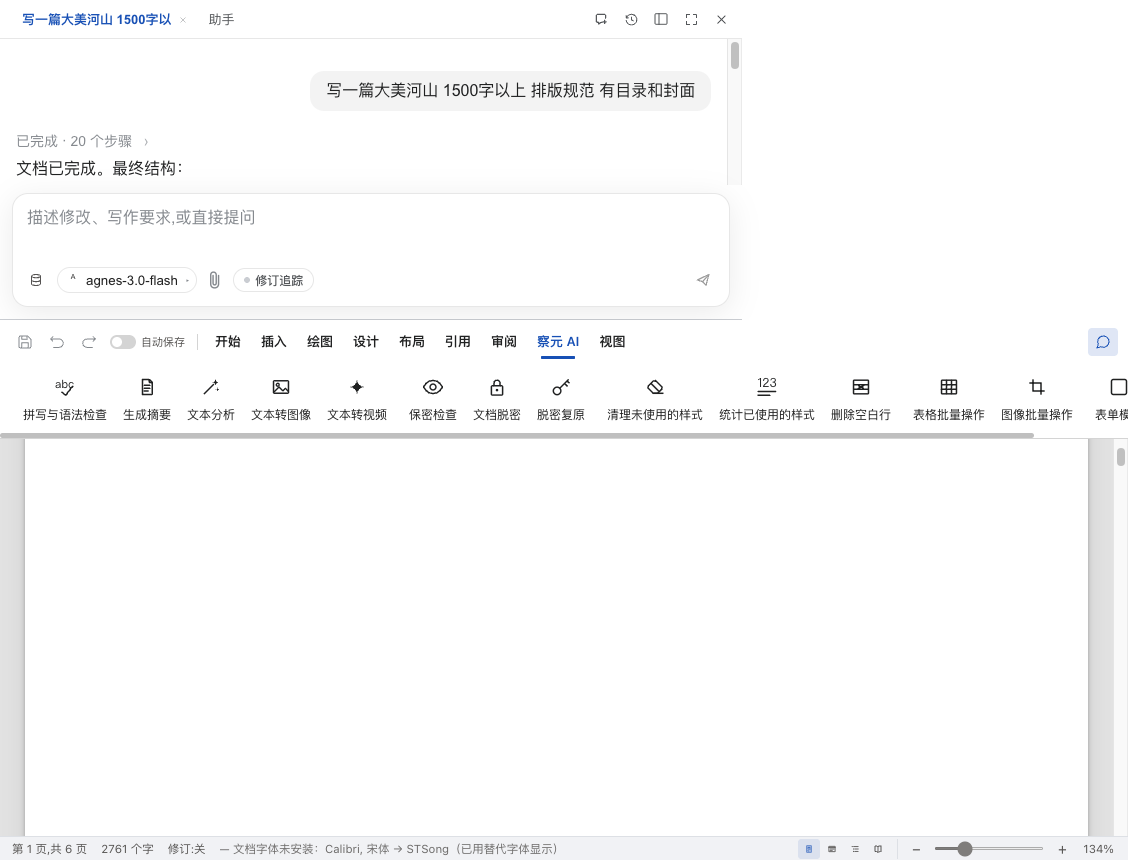 写一篇大美河山 1500字以 × 助手
写一篇大美河山 1500字以上 排版规范 有目录和封面
已完成 · 20 个步骤 ›
文档已完成。最终结构：
描述修改、写作要求,或直接提问
A agnes-3.0-flash 修订追踪
自动保存 开始 插入 绘图 设计 布局 引用 审阅 察元 AI 视图
abc 123
拼写与语法检查 生成摘要 文本分析 文本转图像 文本转视频 保密检查 文档脱密 脱密复原 清理未使用的样式 统计已使用的样式 删除空白行 表格批量操作 图像批量操作 表单模
第 1 页,共 6 页 2761 个字 修订:关 — 文档字体未安装：Calibri, 宋体 → STSong（已用替代字体显示） − + 134%